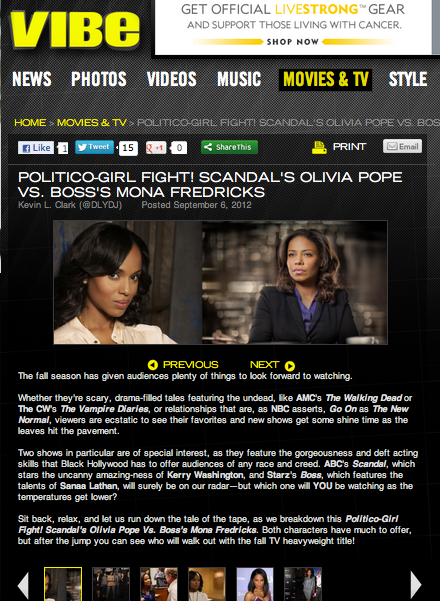 VIBE
GET OFFICIAL LIVESTRONG™ GEAR
AND SUPPORT THOSE LIVING WITH CANCER.
SHOP NOW
NEWS PHOTOS VIDEOS MUSIC MOVIES & TV STYLE
HOME > MOVIES & TV > POLITICO-GIRL FIGHT! SCANDAL'S OLIVIA POPE VS. BOS
Like 1 Tweet 15 +1 0 ShareThis PRINT Email
POLITICO-GIRL FIGHT! SCANDAL'S OLIVIA POPE
VS. BOSS'S MONA FREDRICKS
Kevin L. Clark (@DLYDJ) Posted September 6, 2012
PREVIOUS NEXT
The fall season has given audiences plenty of things to look forward to watching.
Whether they're scary, drama-filled tales featuring the undead, like AMC's The Walking Dead or
The CW's The Vampire Diaries, or relationships that are, as NBC asserts, Go On as The New
Normal, viewers are ecstatic to see their favorites and new shows get some shine time as the
leaves hit the pavement.
Two shows in particular are of special interest, as they feature the gorgeousness and deft acting
skills that Black Hollywood has to offer audiences of any race and creed. ABC's Scandal, which
stars the uncanny amazing-ness of Kerry Washington, and Starz's Boss, which features the
talents of Sanaa Lathan, will surely be on our radar—but which one will YOU be watching as the
temperatures get lower?
Sit back, relax, and let us run down the tale of the tape, as we breakdown this Politico-Girl
Fight! Scandal's Olivia Pope Vs. Boss's Mona Fredricks. Both characters have much to offer,
but after the jump you can see who will walk out with the fall TV heavyweight title!